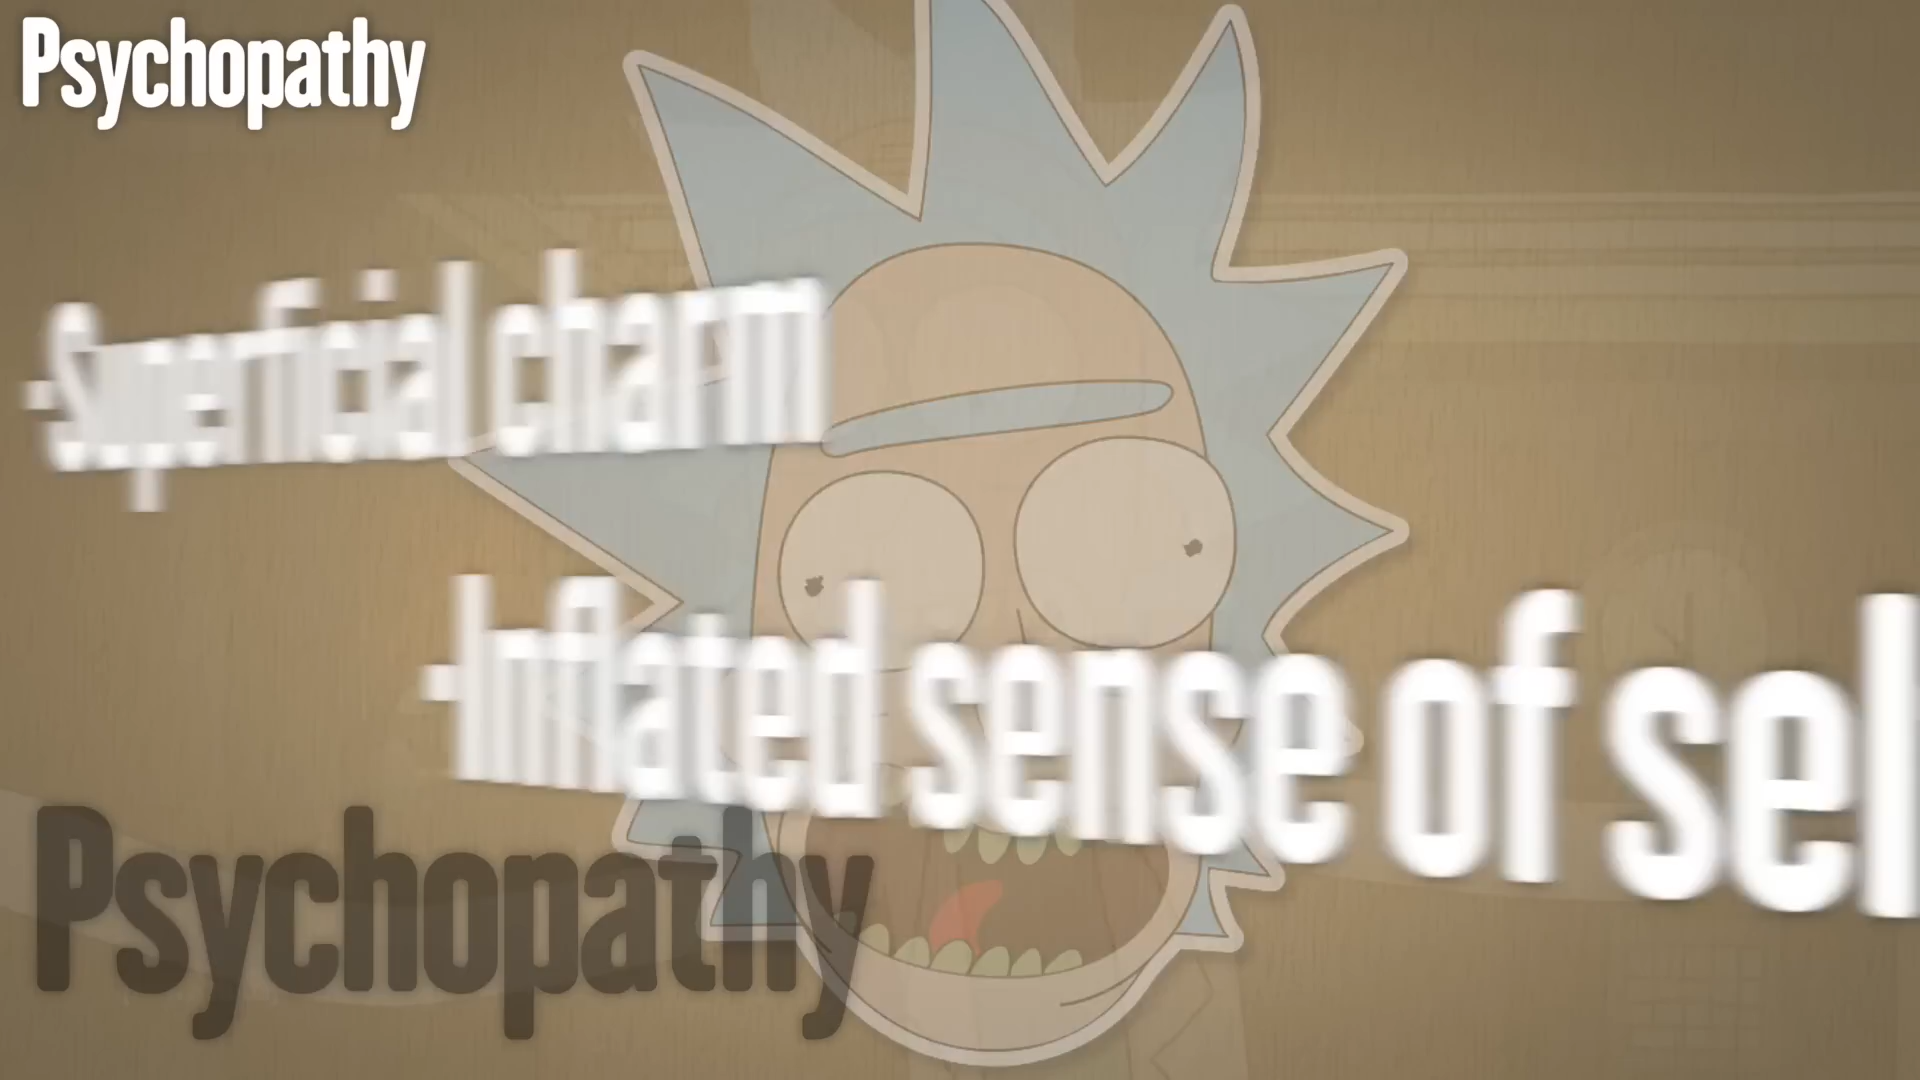 Psychopathy
-Superficial charm
-Inflated sense of sel
Psychopathy